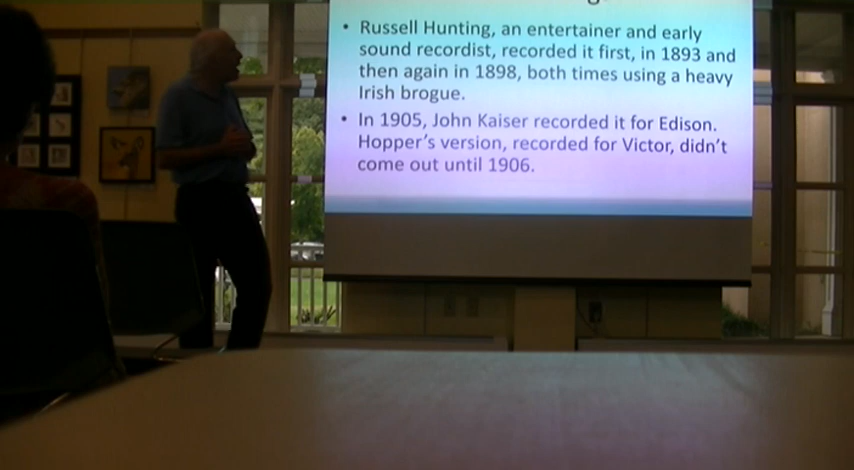 • Russell Hunting, an entertainer and early
sound recordist, recorded it first, in 1893 and
then again in 1898, both times using a heavy
Irish brogue.
• In 1905, John Kaiser recorded it for Edison.
Hopper's version, recorded for Victor, didn't
come out until 1906.